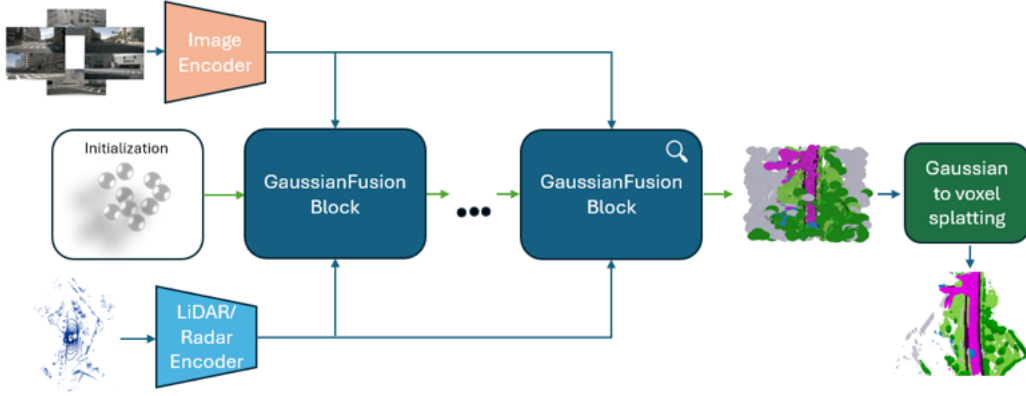 Image
Encoder
Initialization
GaussianFusion
Block
GaussianFusion
Block
Gaussian
to voxel
splatting
LiDAR/
Radar
Encoder